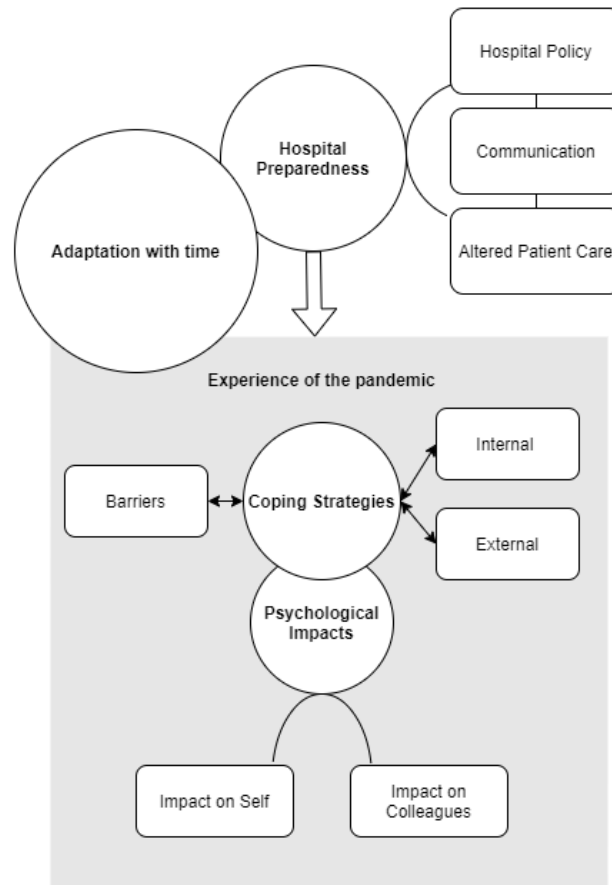 Hospital Policy
Hospital
Preparedness
Communication
Adaptation with time
Altered Patient Care
Experience of the pandemic
Internal
Barriers
Coping Strategies
External
Psychological
Impacts
Impact on Self
Impact on
Colleagues